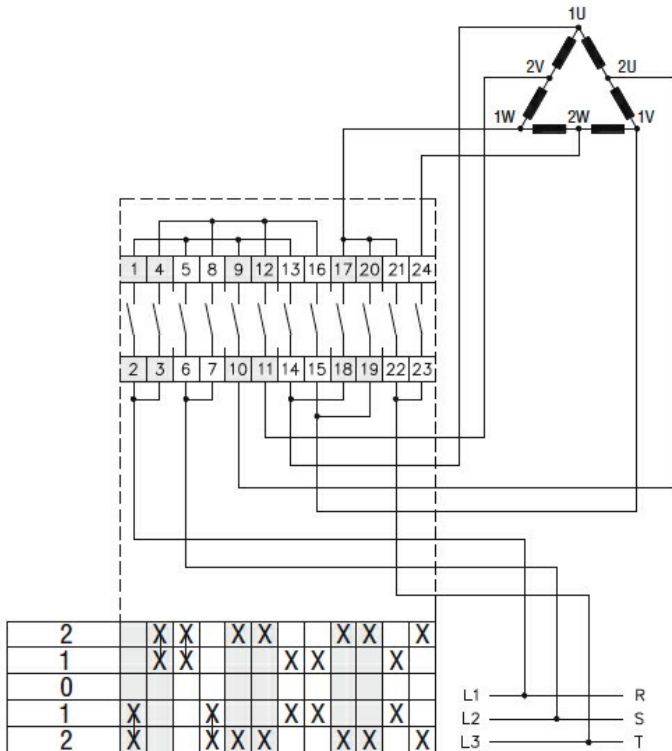 1U
2V 2U
1W 2W 1V
1 4 5 8 9 12 13 16 17 20 21 24
2 3 6 7 10 11 14 15 18 19 22 23
2 X X X X X X X
1 X X X X X
0
1 X X X X X
2 X X X X X X X
L1 R
L2 S
L3 T